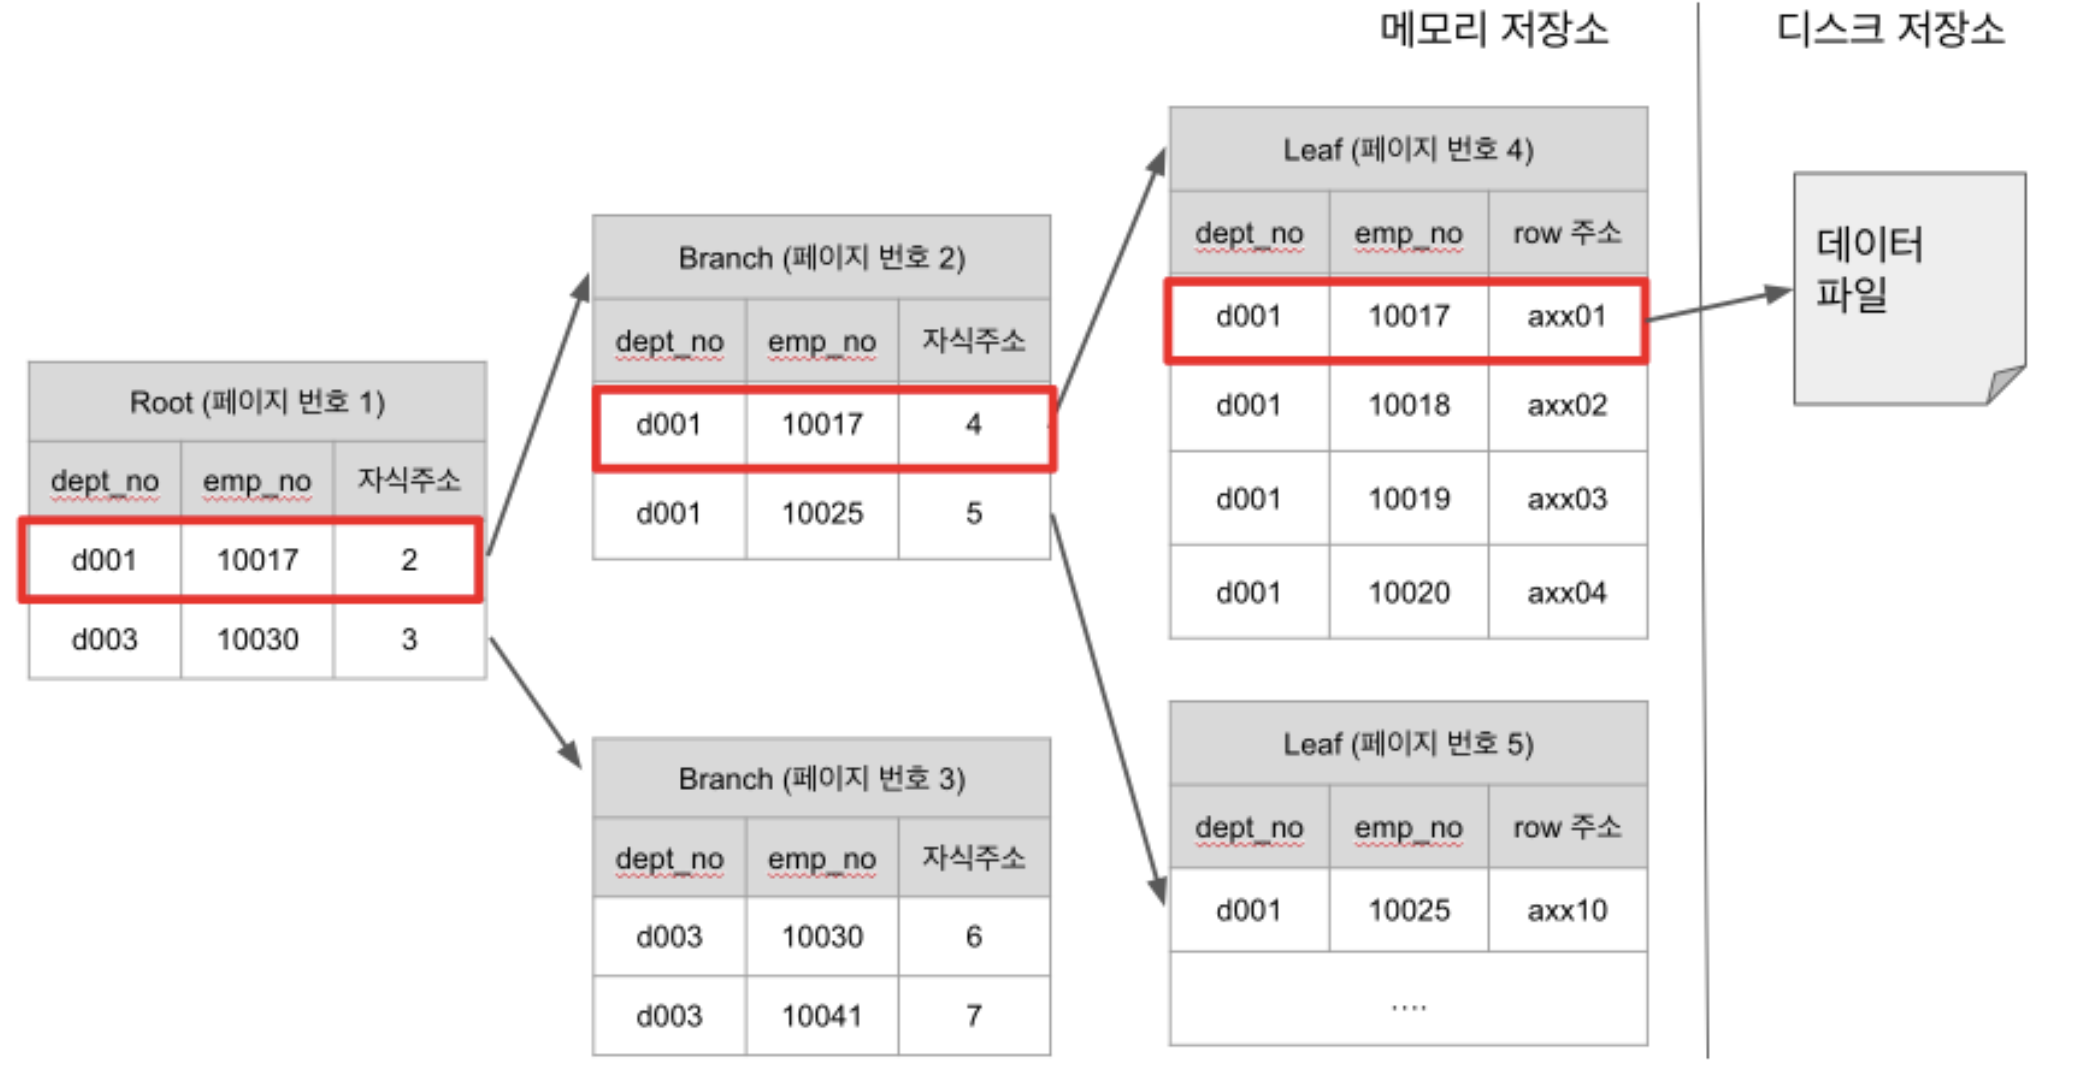 메모리 저장소
디스크 저장소
Root (페이지 번호 1)
dept_no emp_no 자식주소
d001 10017 2
d003 10030 3
Branch (페이지 번호 2)
dept_no emp_no 자식주소
d001 10017 4
d001 10025 5
Branch (페이지 번호 3)
dept_no emp_no 자식주소
d003 10030 6
d003 10041 7
Leaf (페이지 번호 4)
dept_no emp_no row 주소
d001 10017 axx01
d001 10018 axx02
d001 10019 axx03
d001 10020 axx04
Leaf (페이지 번호 5)
dept_no emp_no row 주소
d001 10025 axx10
....
데이터
파일